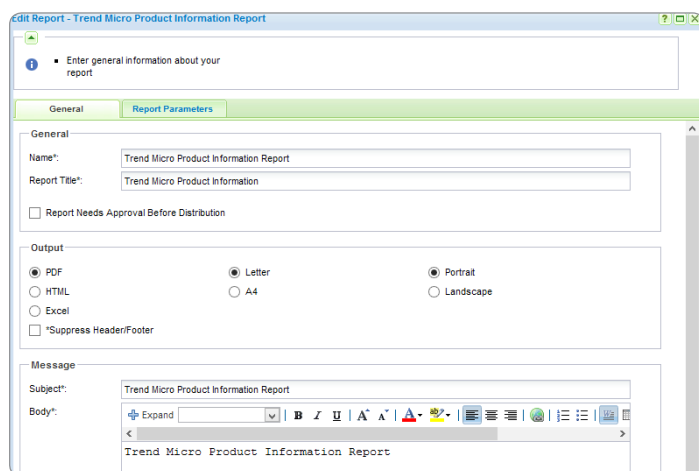 Edit Report - Trend Micro Product Information Report
Enter general information about your
report
General
Report Parameters
General
Name*:
Trend Micro Product Information Report
Report Title*:
Trend Micro Product Information
Report Needs Approval Before Distribution
Output
PDF
Letter
Portrait
HTML
A4
Landscape
Excel
*Suppress Header/Footer
Message
Subject*:
Trend Micro Product Information Report
Body*:
Expand
B I U A A A ab
Trend Micro Product Information Report